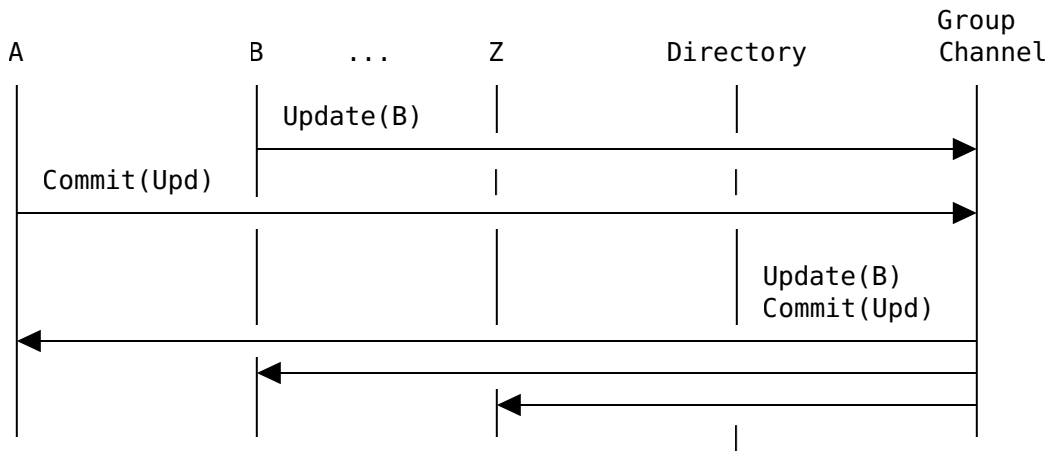 Group
A B ... Z Directory Channel
Update(B)
Commit(Upd)
Update(B)
Commit(Upd)